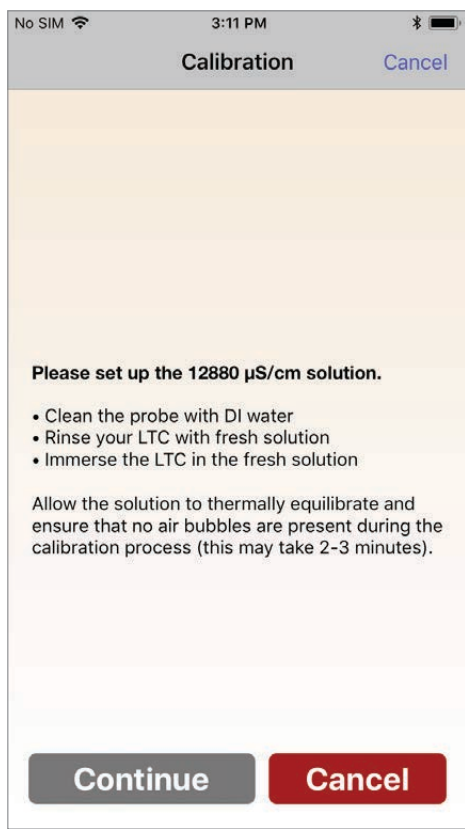 No SIM 3:11 PM
Calibration Cancel
Please set up the 12880 µS/cm solution.
• Clean the probe with DI water
• Rinse your LTC with fresh solution
• Immerse the LTC in the fresh solution
Allow the solution to thermally equilibrate and
ensure that no air bubbles are present during the
calibration process (this may take 2-3 minutes).
Continue Cancel